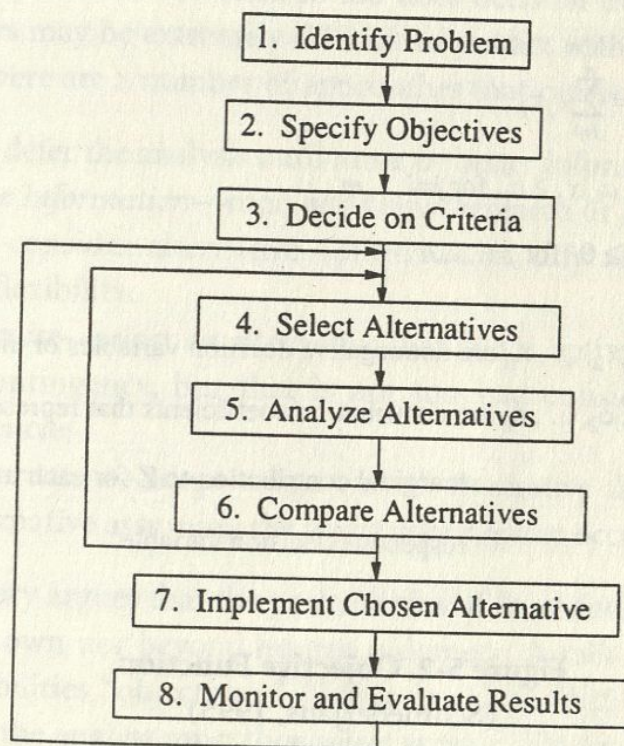 1. Identify Problem
2. Specify Objectives
3. Decide on Criteria
4. Select Alternatives
5. Analyze Alternatives
6. Compare Alternatives
7. Implement Chosen Alternative
8. Monitor and Evaluate Results